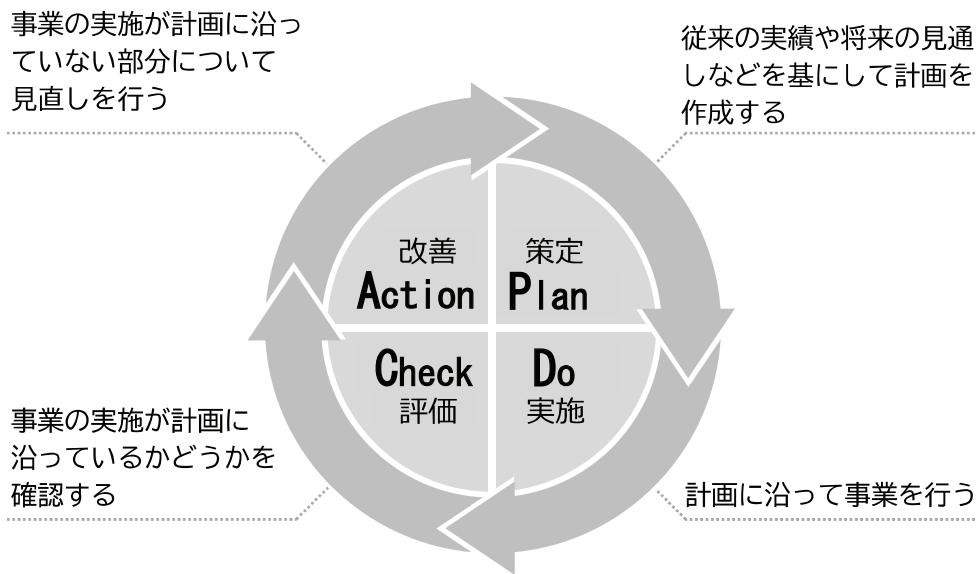 事業の実施が計画に沿っ
ていない部分について
見直しを行う
従来の実績や将来の見通
しなどを基にして計画を
作成する
改善
Action
策定
Plan
Check
評価
Do
実施
事業の実施が計画に
沿っているかどうかを
確認する
計画に沿って事業を行う